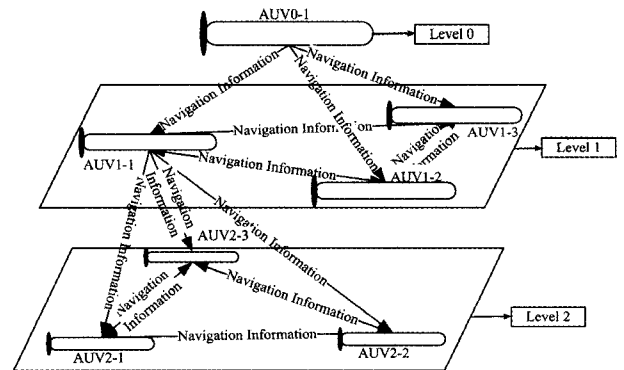 AUV0-1
Level 0
Navigation Information
Navigation Information
Navigation Information
Navigation Information
AUV1-3
AUV1-1
Navigation Information
Navigation
Information
AUV1-2
Level 1
Navigation Information
Navigation
Information
Navigation Information
AUV2-3
Navigation
Information
Navigation Information
Navigation Information
Level 2
AUV2-1
AUV2-2